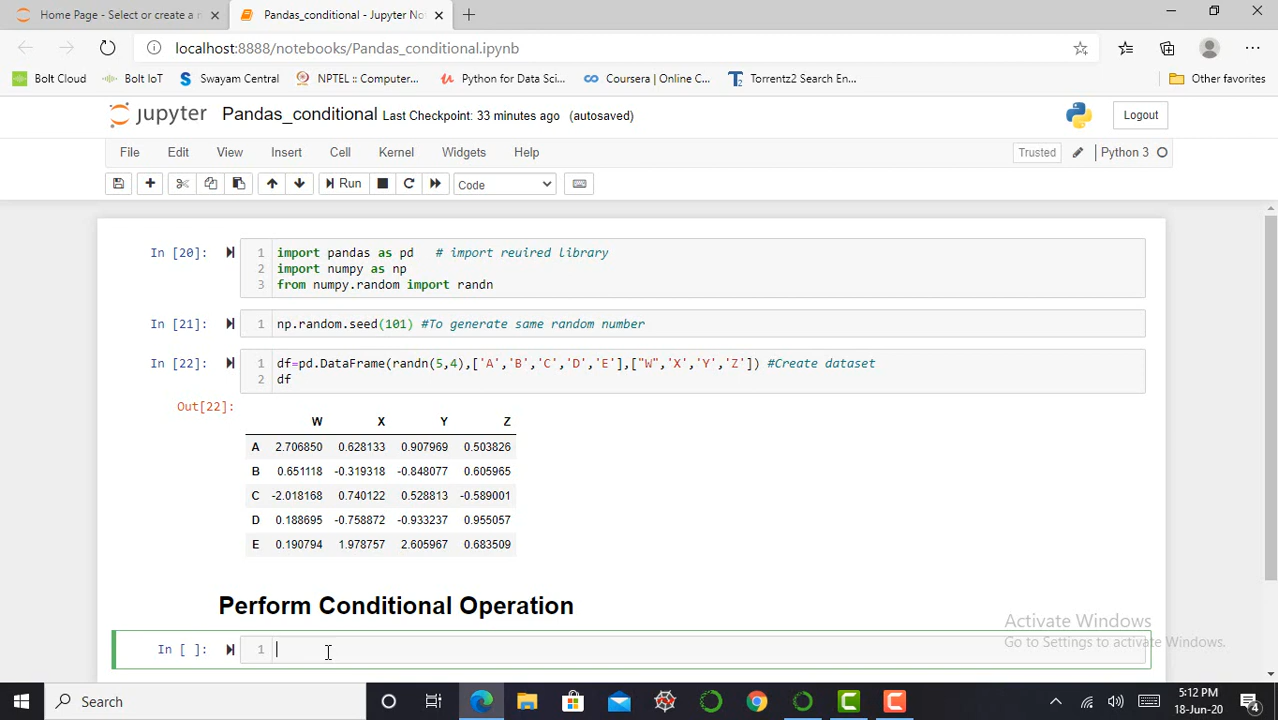 Home Page - Select or create a n
Pandas_conditional - Jupyter Not
localhost:8888/notebooks/Pandas_conditional.ipynb
Bolt Cloud
Bolt IoT
Swayam Central
NPTEL :: Computer...
Python for Data Sci...
Coursera | Online C...
Torrentz2 Search En...
Other favorites
jupyter Pandas_conditional Last Checkpoint: 33 minutes ago (autosaved)
Logout
File Edit View Insert Cell Kernel Widgets Help
Trusted
Python 3
Run
Code
In [20]:
1 import pandas as pd # import reuired library
2 import numpy as np
3 from numpy.random import randn
In [21]:
1 np.random.seed(101) #To generate same random number
In [22]:
1 df=pd.DataFrame(randn(5,4),['A','B','C','D','E'],["W",'X','Y','Z']) #Create dataset
2 df
Out[22]:
W X Y Z
A 2.706850 0.628133 0.907969 0.503826
B 0.651118 -0.319318 -0.848077 0.605965
C -2.018168 0.740122 0.528813 -0.589001
D 0.188695 -0.758872 -0.933237 0.955057
E 0.190794 1.978757 2.605967 0.683509
Perform Conditional Operation
In [ ]:
1
Activate Windows
Go to Settings to activate Windows.
Search
5:12 PM
18-Jun-20
4